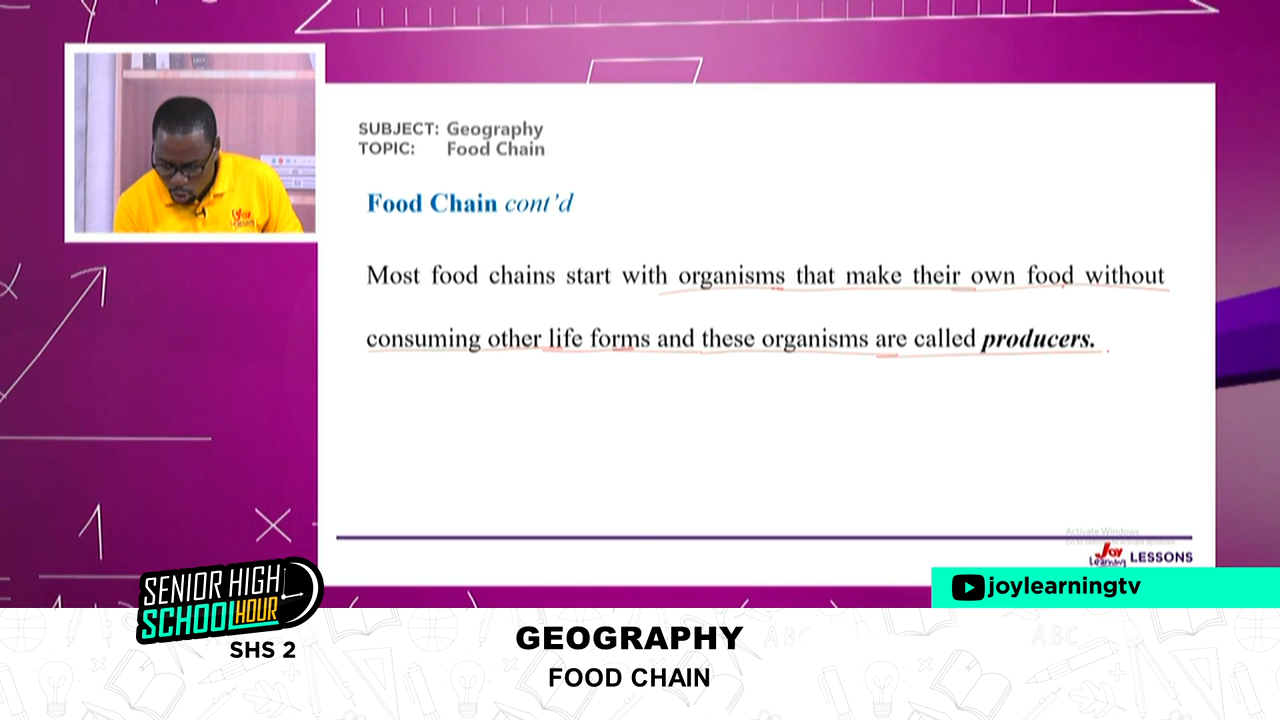 SUBJECT: Geography
TOPIC: Food Chain
Food Chain cont'd
Most food chains start with organisms that make their own food without
consuming other life forms and these organisms are called producers.
Activate Windows
Joy Learning LESSONS
joylearningtv
SENIOR HIGH
SCHOOL HOUR
SHS 2
GEOGRAPHY
FOOD CHAIN